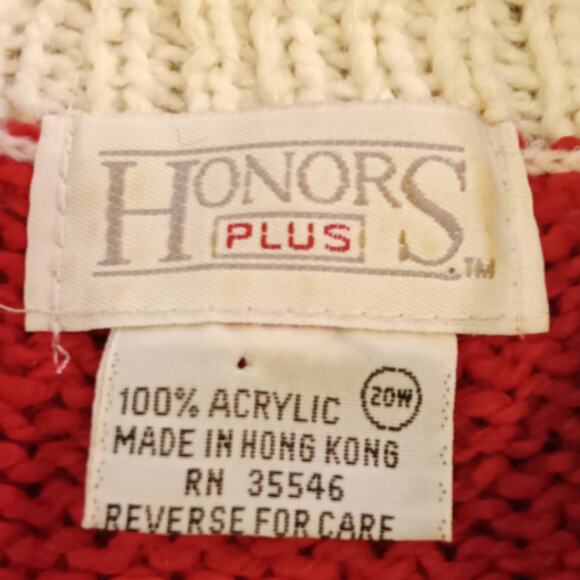 HONORS
PLUS
TM
100% ACRYLIC 20W
MADE IN HONG KONG
RN 35546
REVERSE FOR CARE